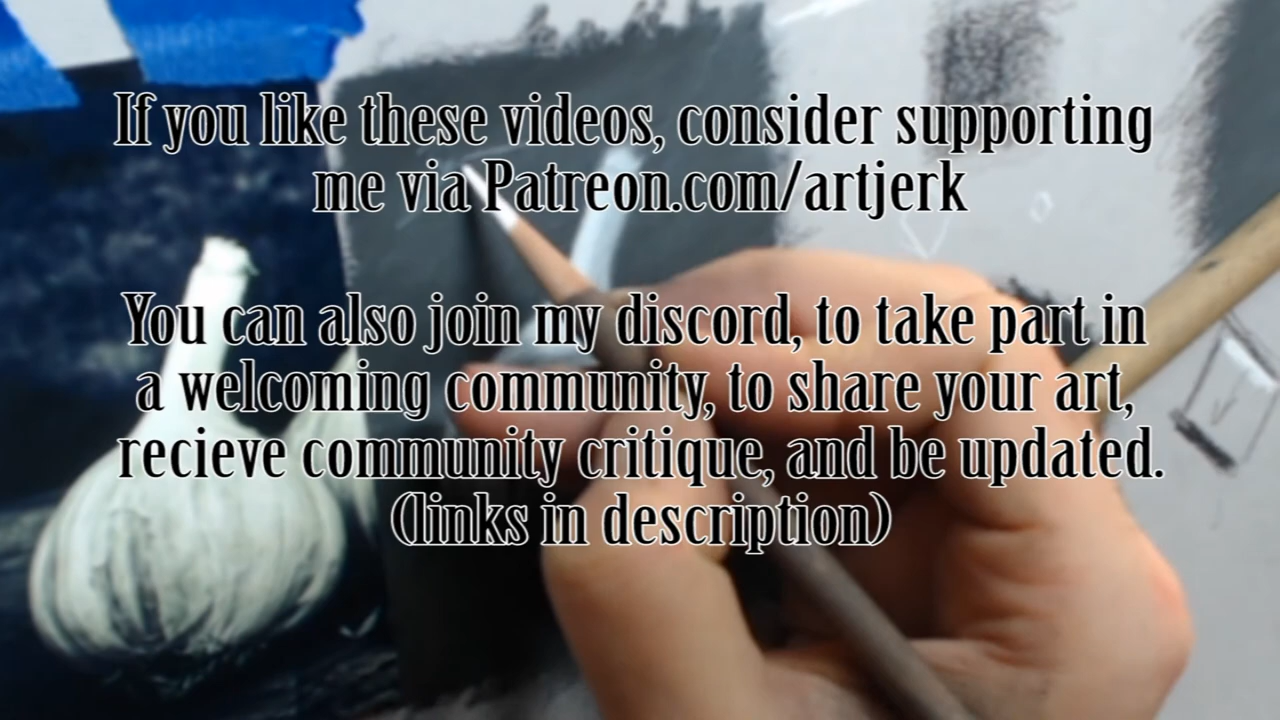 If you like these videos, consider supporting
me via Patreon.com/artjerk
You can also join my discord, to take part in
a welcoming community, to share your art,
recieve community critique, and be updated.
(links in description)